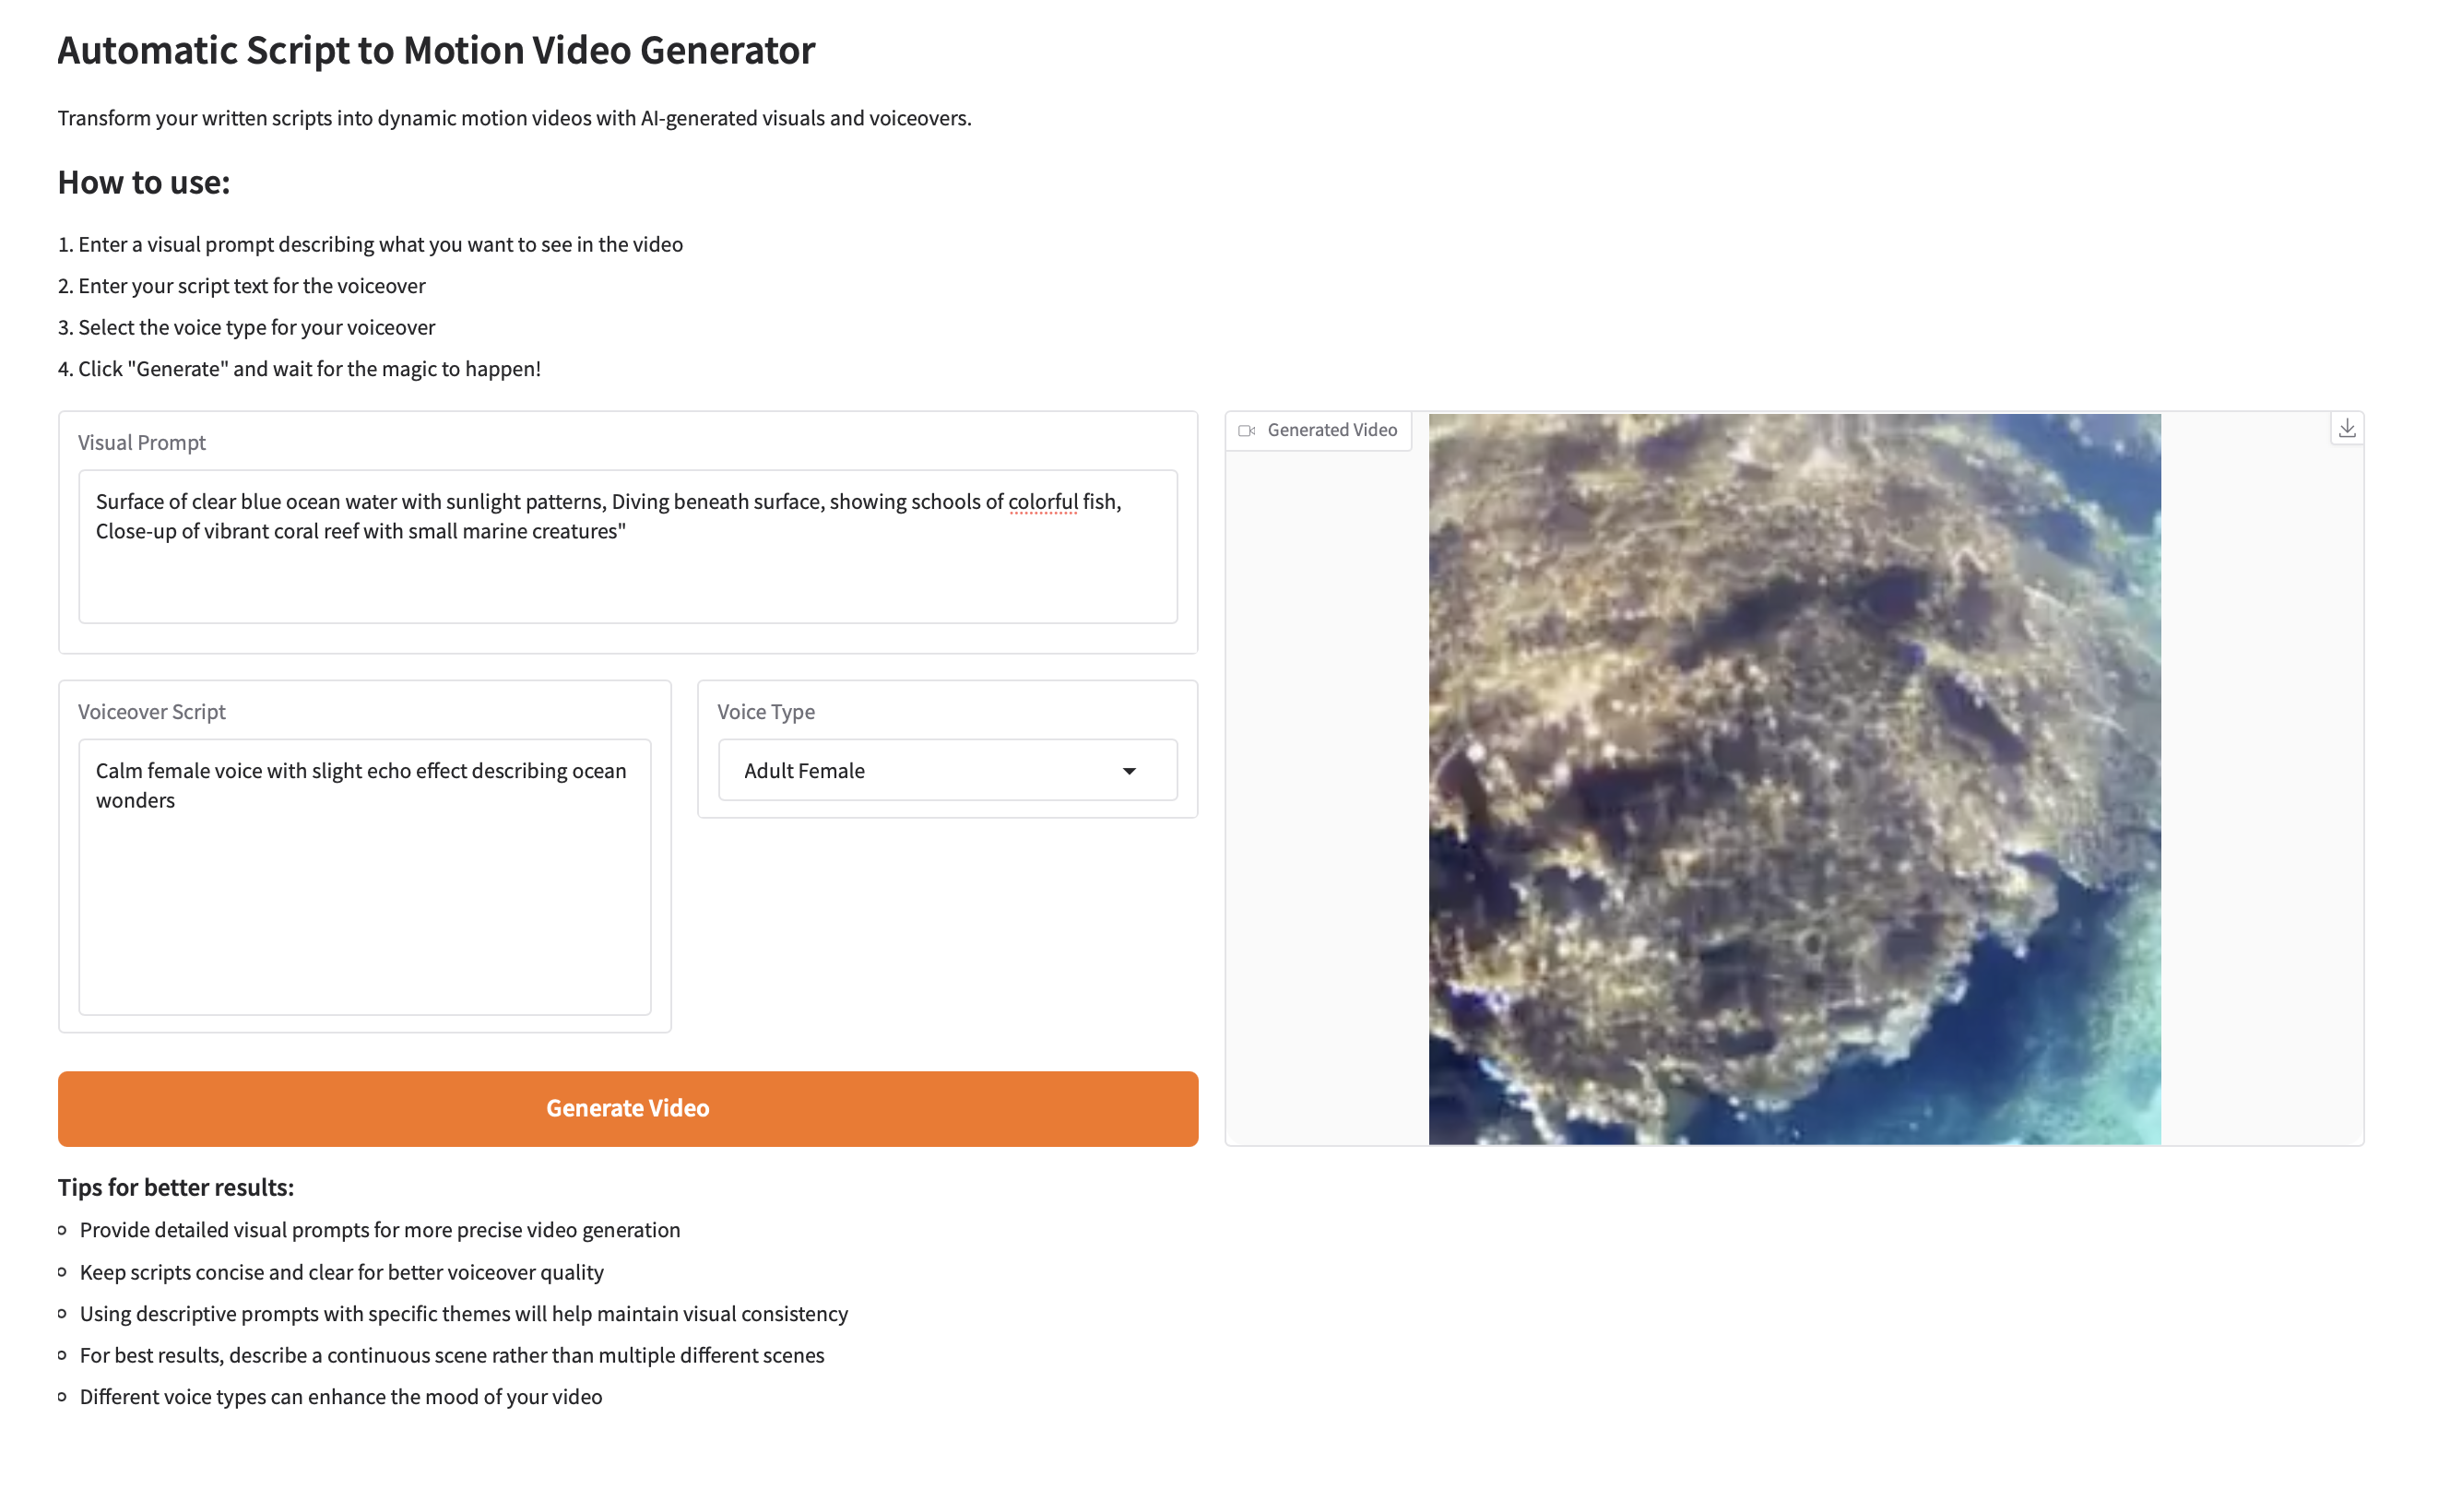 Automatic Script to Motion Video Generator
Transform your written scripts into dynamic motion videos with AI-generated visuals and voiceovers.
How to use:
1. Enter a visual prompt describing what you want to see in the video
2. Enter your script text for the voiceover
3. Select the voice type for your voiceover
4. Click "Generate" and wait for the magic to happen!
Visual Prompt
Surface of clear blue ocean water with sunlight patterns, Diving beneath surface, showing schools of colorful fish,
Close-up of vibrant coral reef with small marine creatures"
Voiceover Script
Calm female voice with slight echo effect describing ocean
wonders
Voice Type
Adult Female
Generate Video
Generated Video
Tips for better results:
Provide detailed visual prompts for more precise video generation
Keep scripts concise and clear for better voiceover quality
Using descriptive prompts with specific themes will help maintain visual consistency
For best results, describe a continuous scene rather than multiple different scenes
Different voice types can enhance the mood of your video